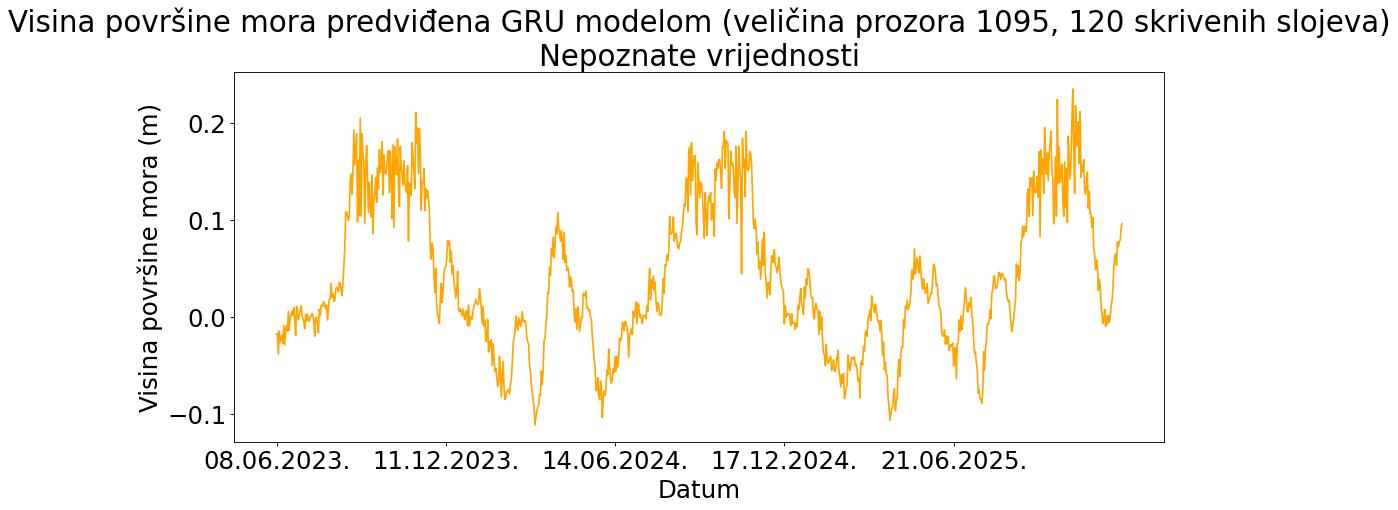 Visina površine mora predviđena GRU modelom (veličina prozora 1095, 120 skrivenih slojeva)
Nepoznate vrijednosti
Visina površine mora (m)
0.2
0.1
0.0
−0.1
08.06.2023. 11.12.2023. 14.06.2024. 17.12.2024. 21.06.2025.
Datum